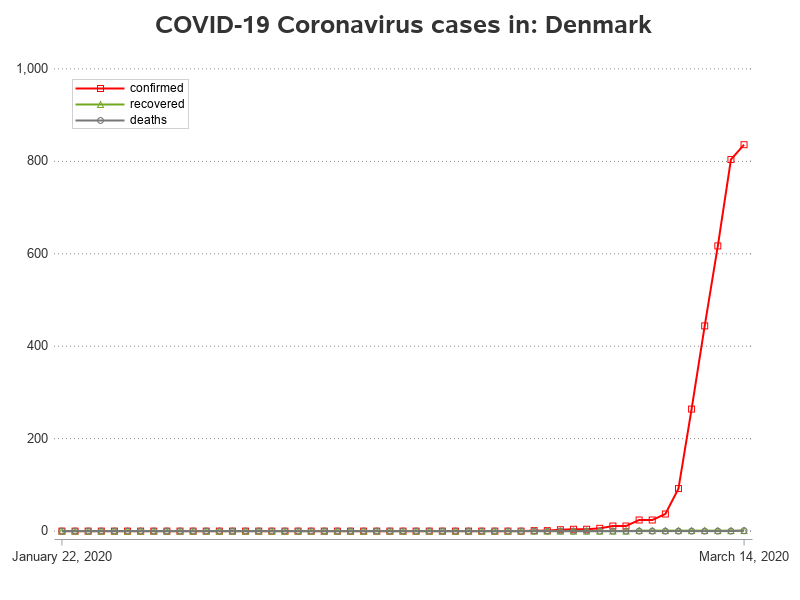 COVID-19 Coronavirus cases in: Denmark
1,000
confirmed
recovered
deaths
800
600
400
200
0
January 22, 2020
March 14, 2020